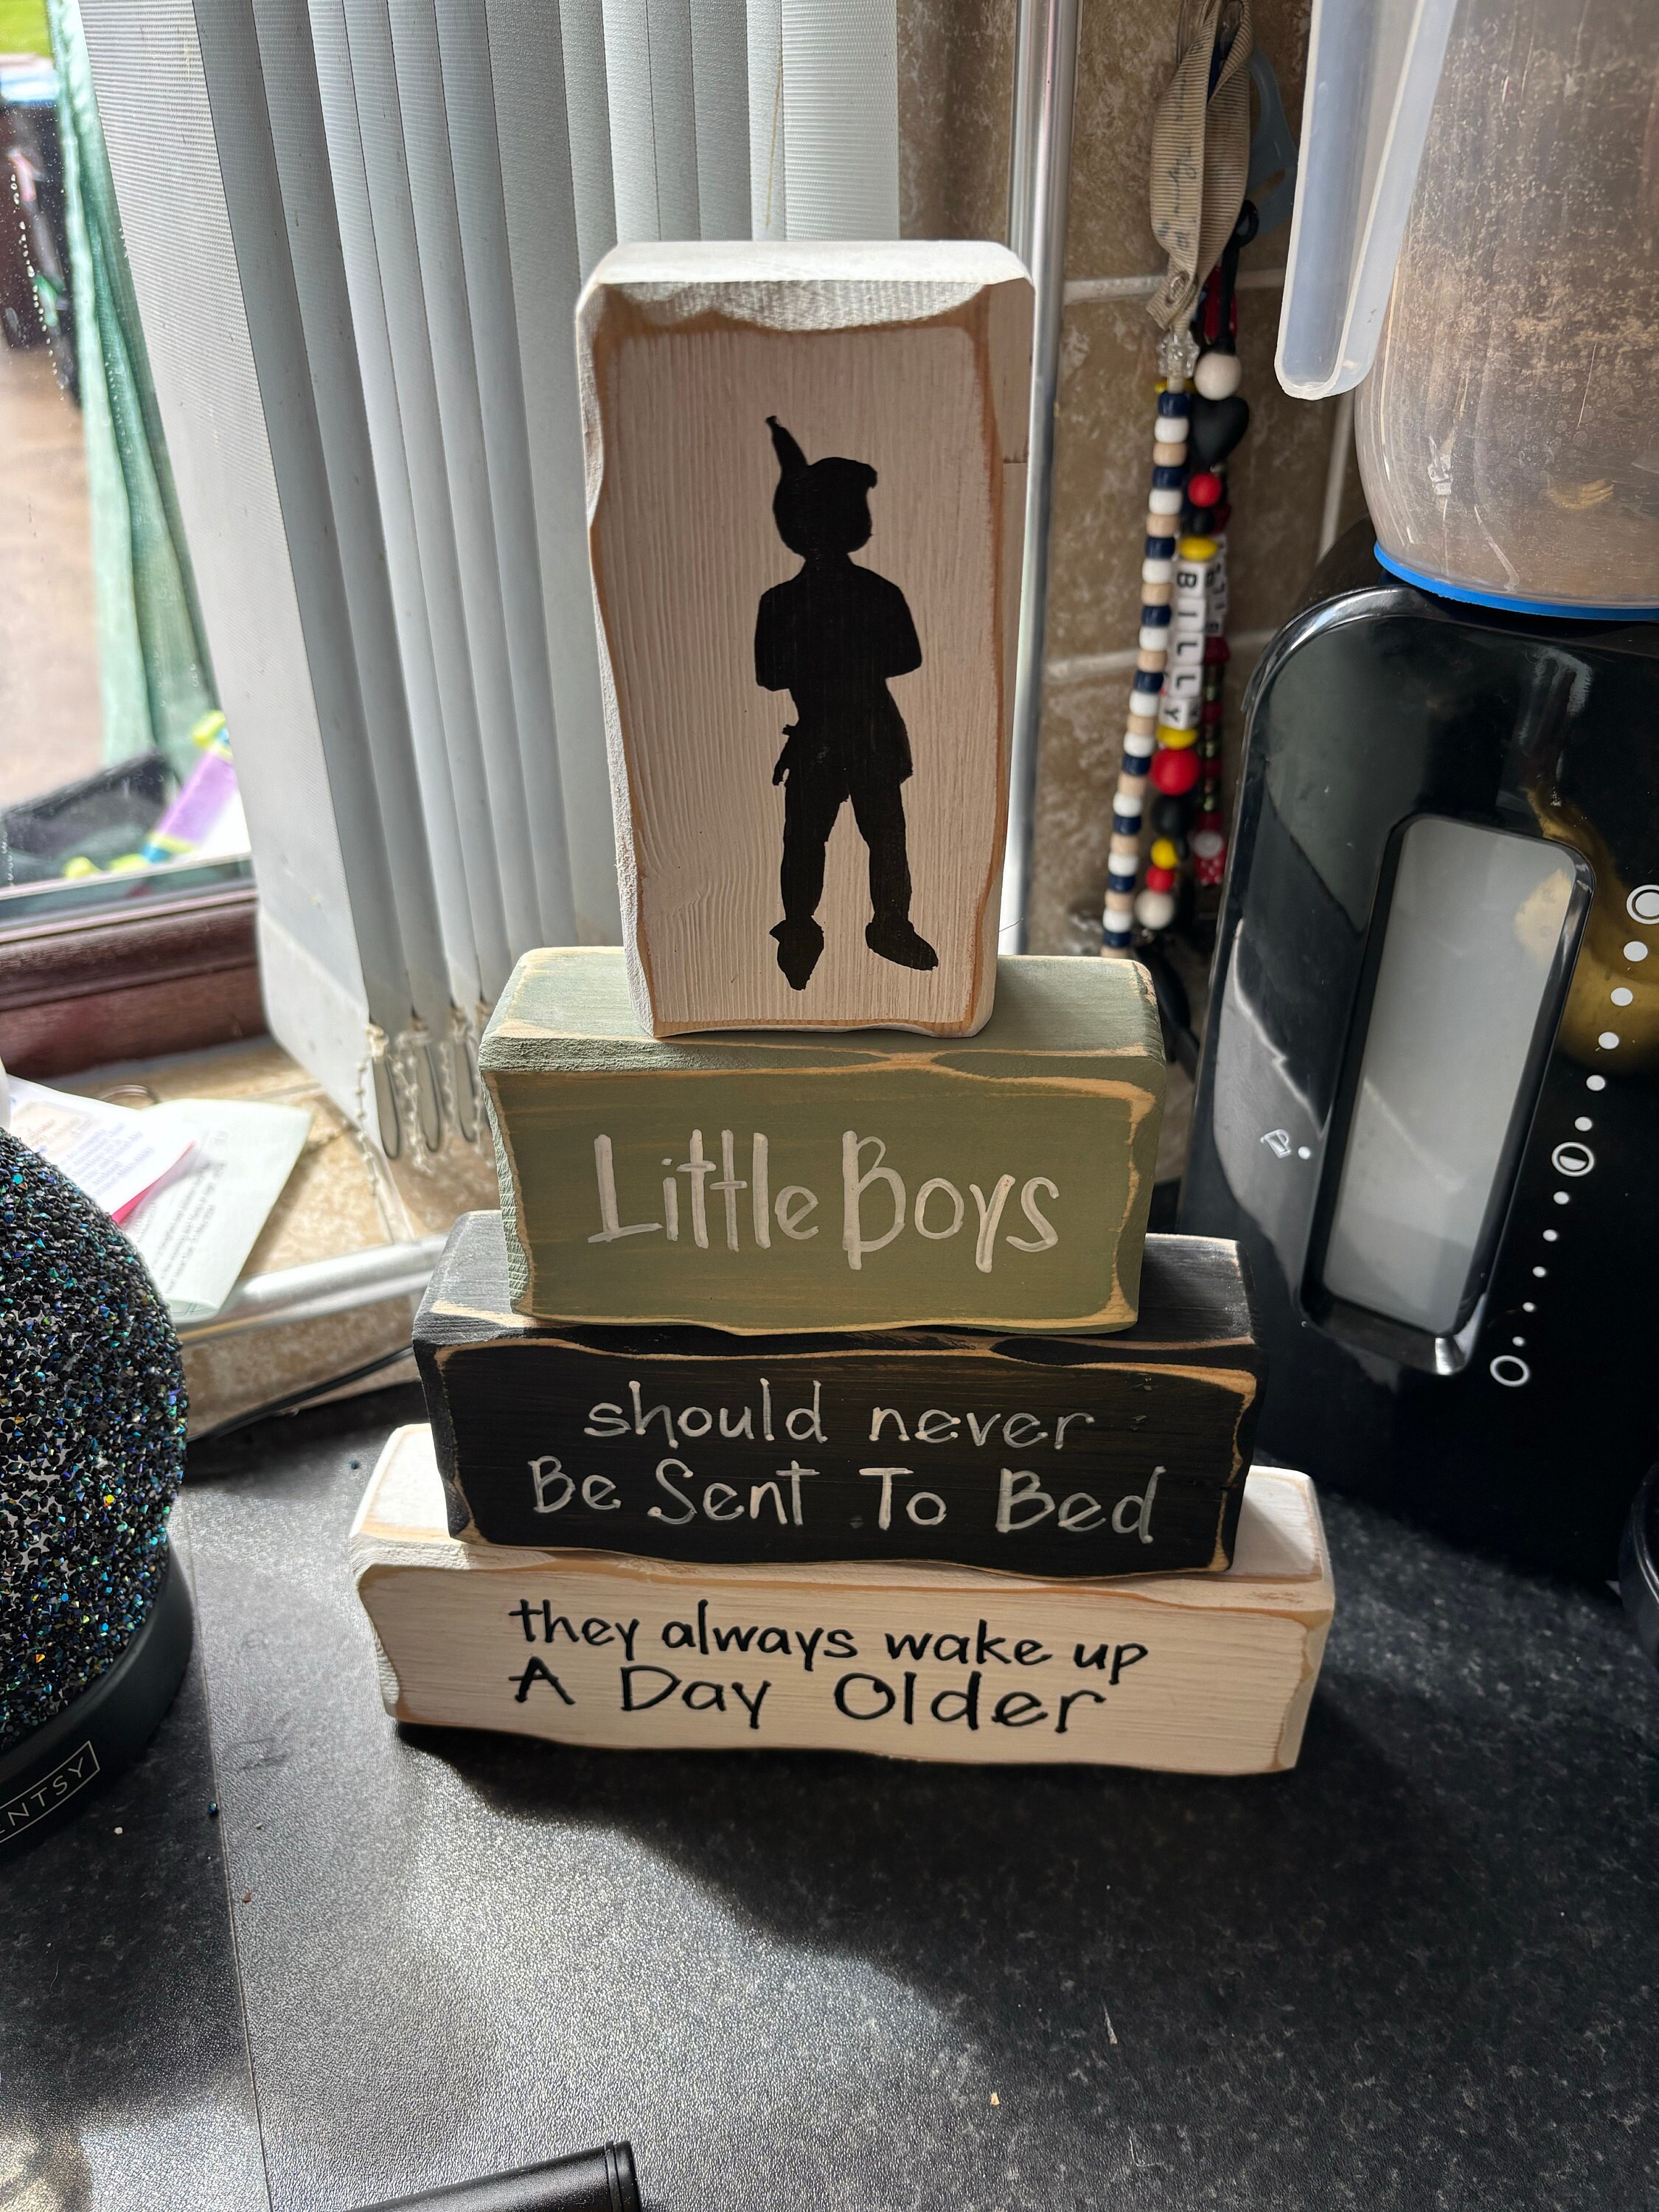 Little Boys
should never
Be Sent To Bed
they always wake up
A Day Older
BILLY